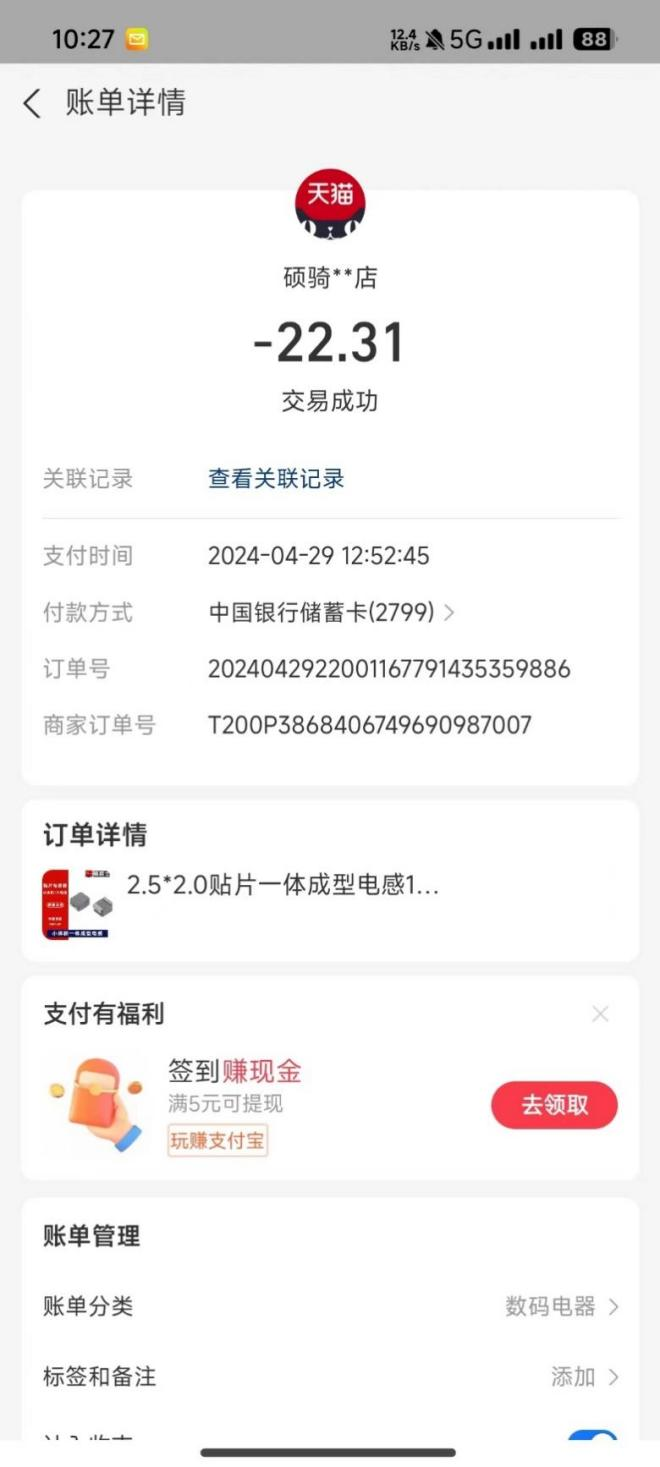 10:27
12.4 KB/s 5G 88
账单详情
天猫
硕骑**店
-22.31
交易成功
关联记录 查看关联记录
支付时间 2024-04-29 12:52:45
付款方式 中国银行储蓄卡(2799)
订单号 2024042922001167791435359886
商家订单号 T200P3868406749690987007
订单详情
2.5*2.0贴片一体成型电感1...
支付有福利
签到赚现金
满5元可提现
去领取
玩赚支付宝
账单管理
账单分类 数码电器
标签和备注 添加